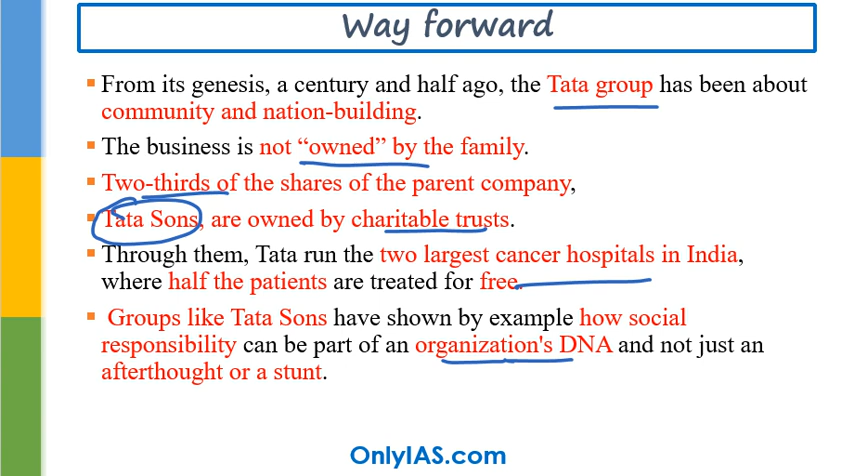 Way forward
▪ From its genesis, a century and half ago, the Tata group has been about
community and nation-building.
▪ The business is not “owned” by the family.
▪ Two-thirds of the shares of the parent company,
▪ Tata Sons, are owned by charitable trusts.
▪ Through them, Tata run the two largest cancer hospitals in India,
where half the patients are treated for free.
▪ Groups like Tata Sons have shown by example how social
responsibility can be part of an organization's DNA and not just an
afterthought or a stunt.
OnlyIAS.com